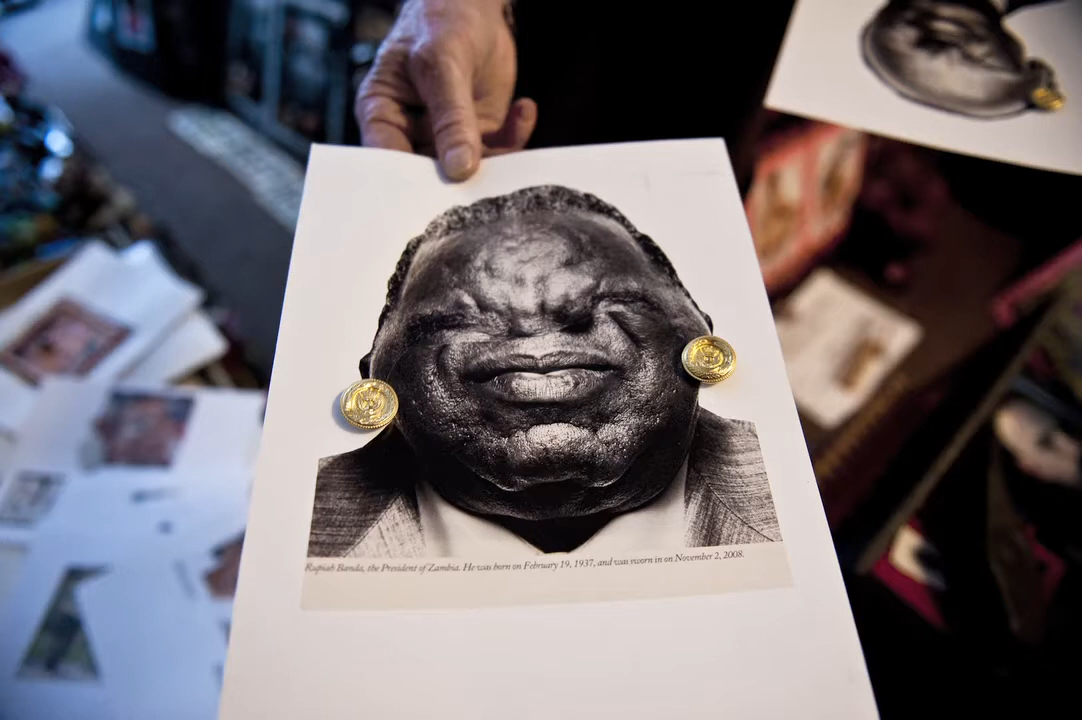 Rupiah Banda, the President of Zambia. He was born on February 19, 1937, and was sworn in on November 2, 2008.